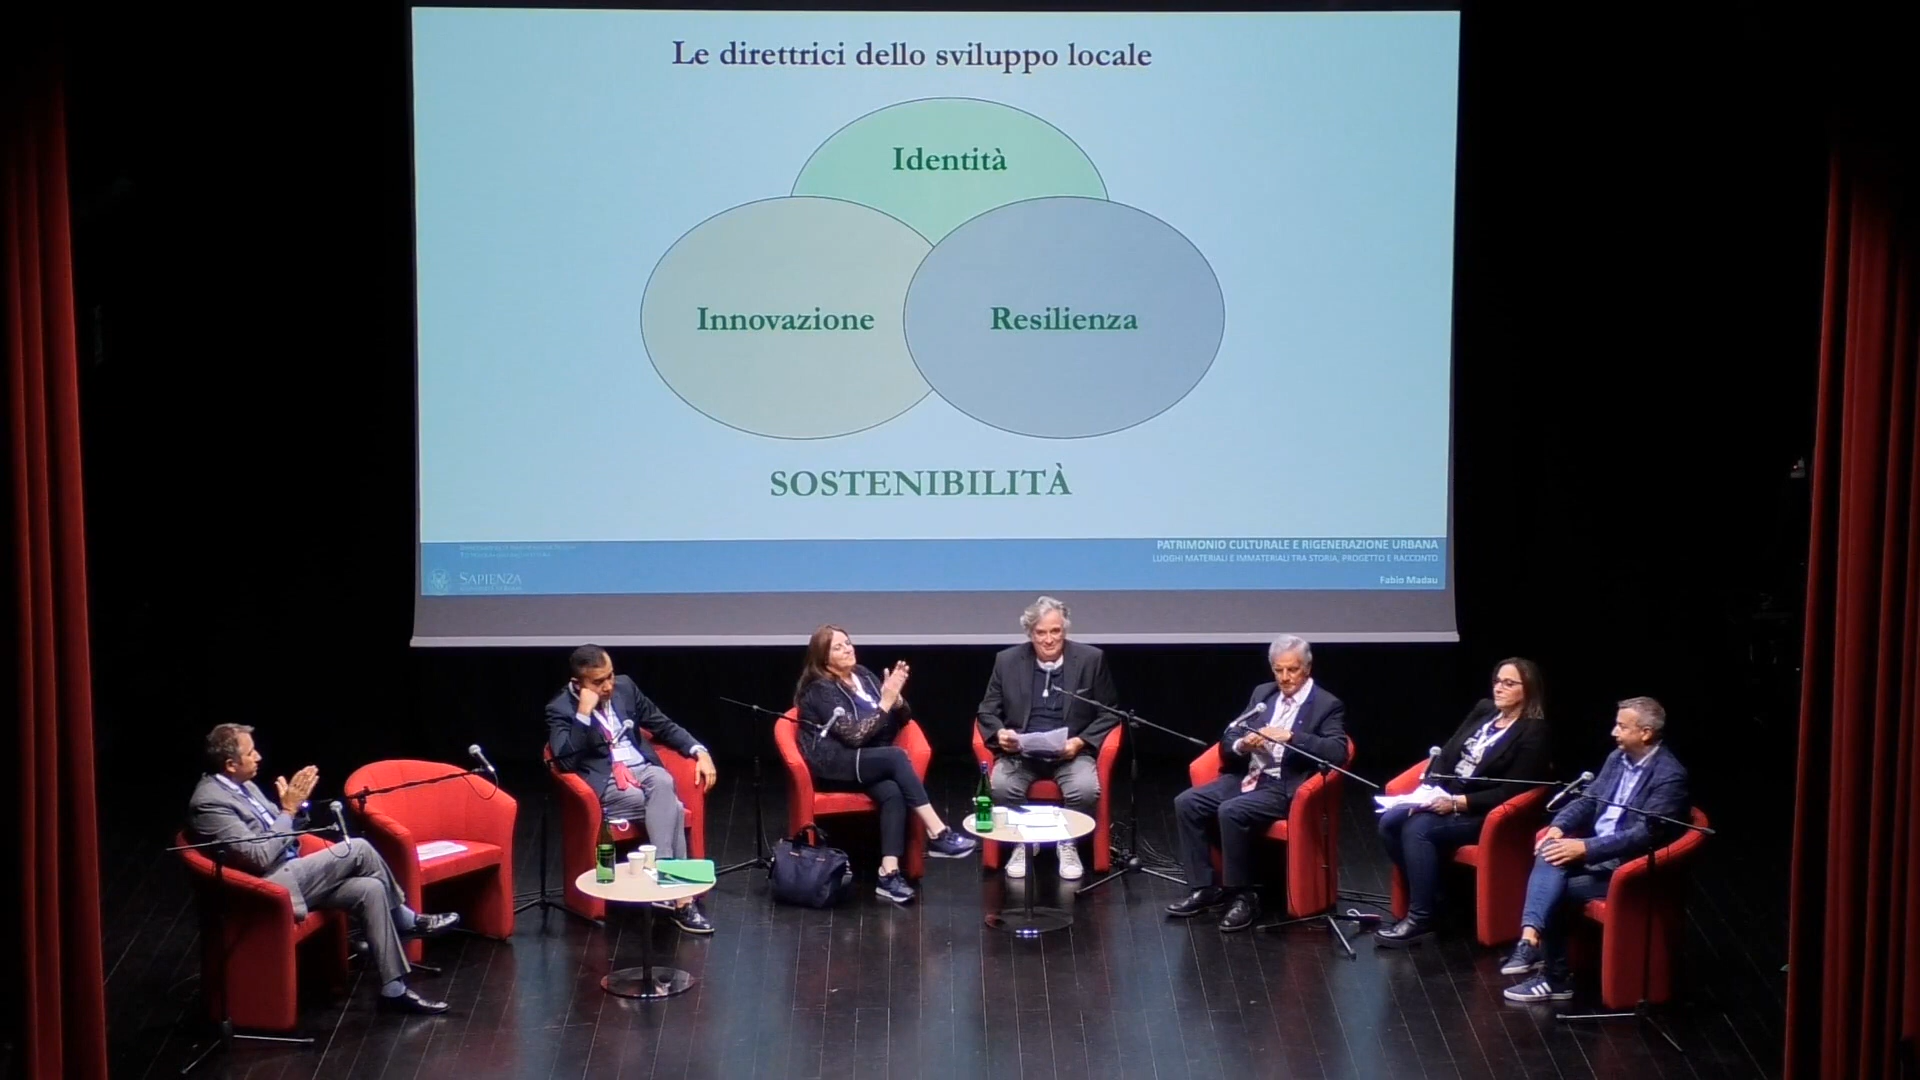 Le direttrici dello sviluppo locale
Identità
Innovazione
Resilienza
SOSTENIBILITÀ
PATRIMONIO CULTURALE E RIGENERAZIONE URBANA
LUOGHI MATERIALI E IMMATERIALI TRA STORIA, PROGETTO E RACCONTO
SAPIENZA
Fabio Madau